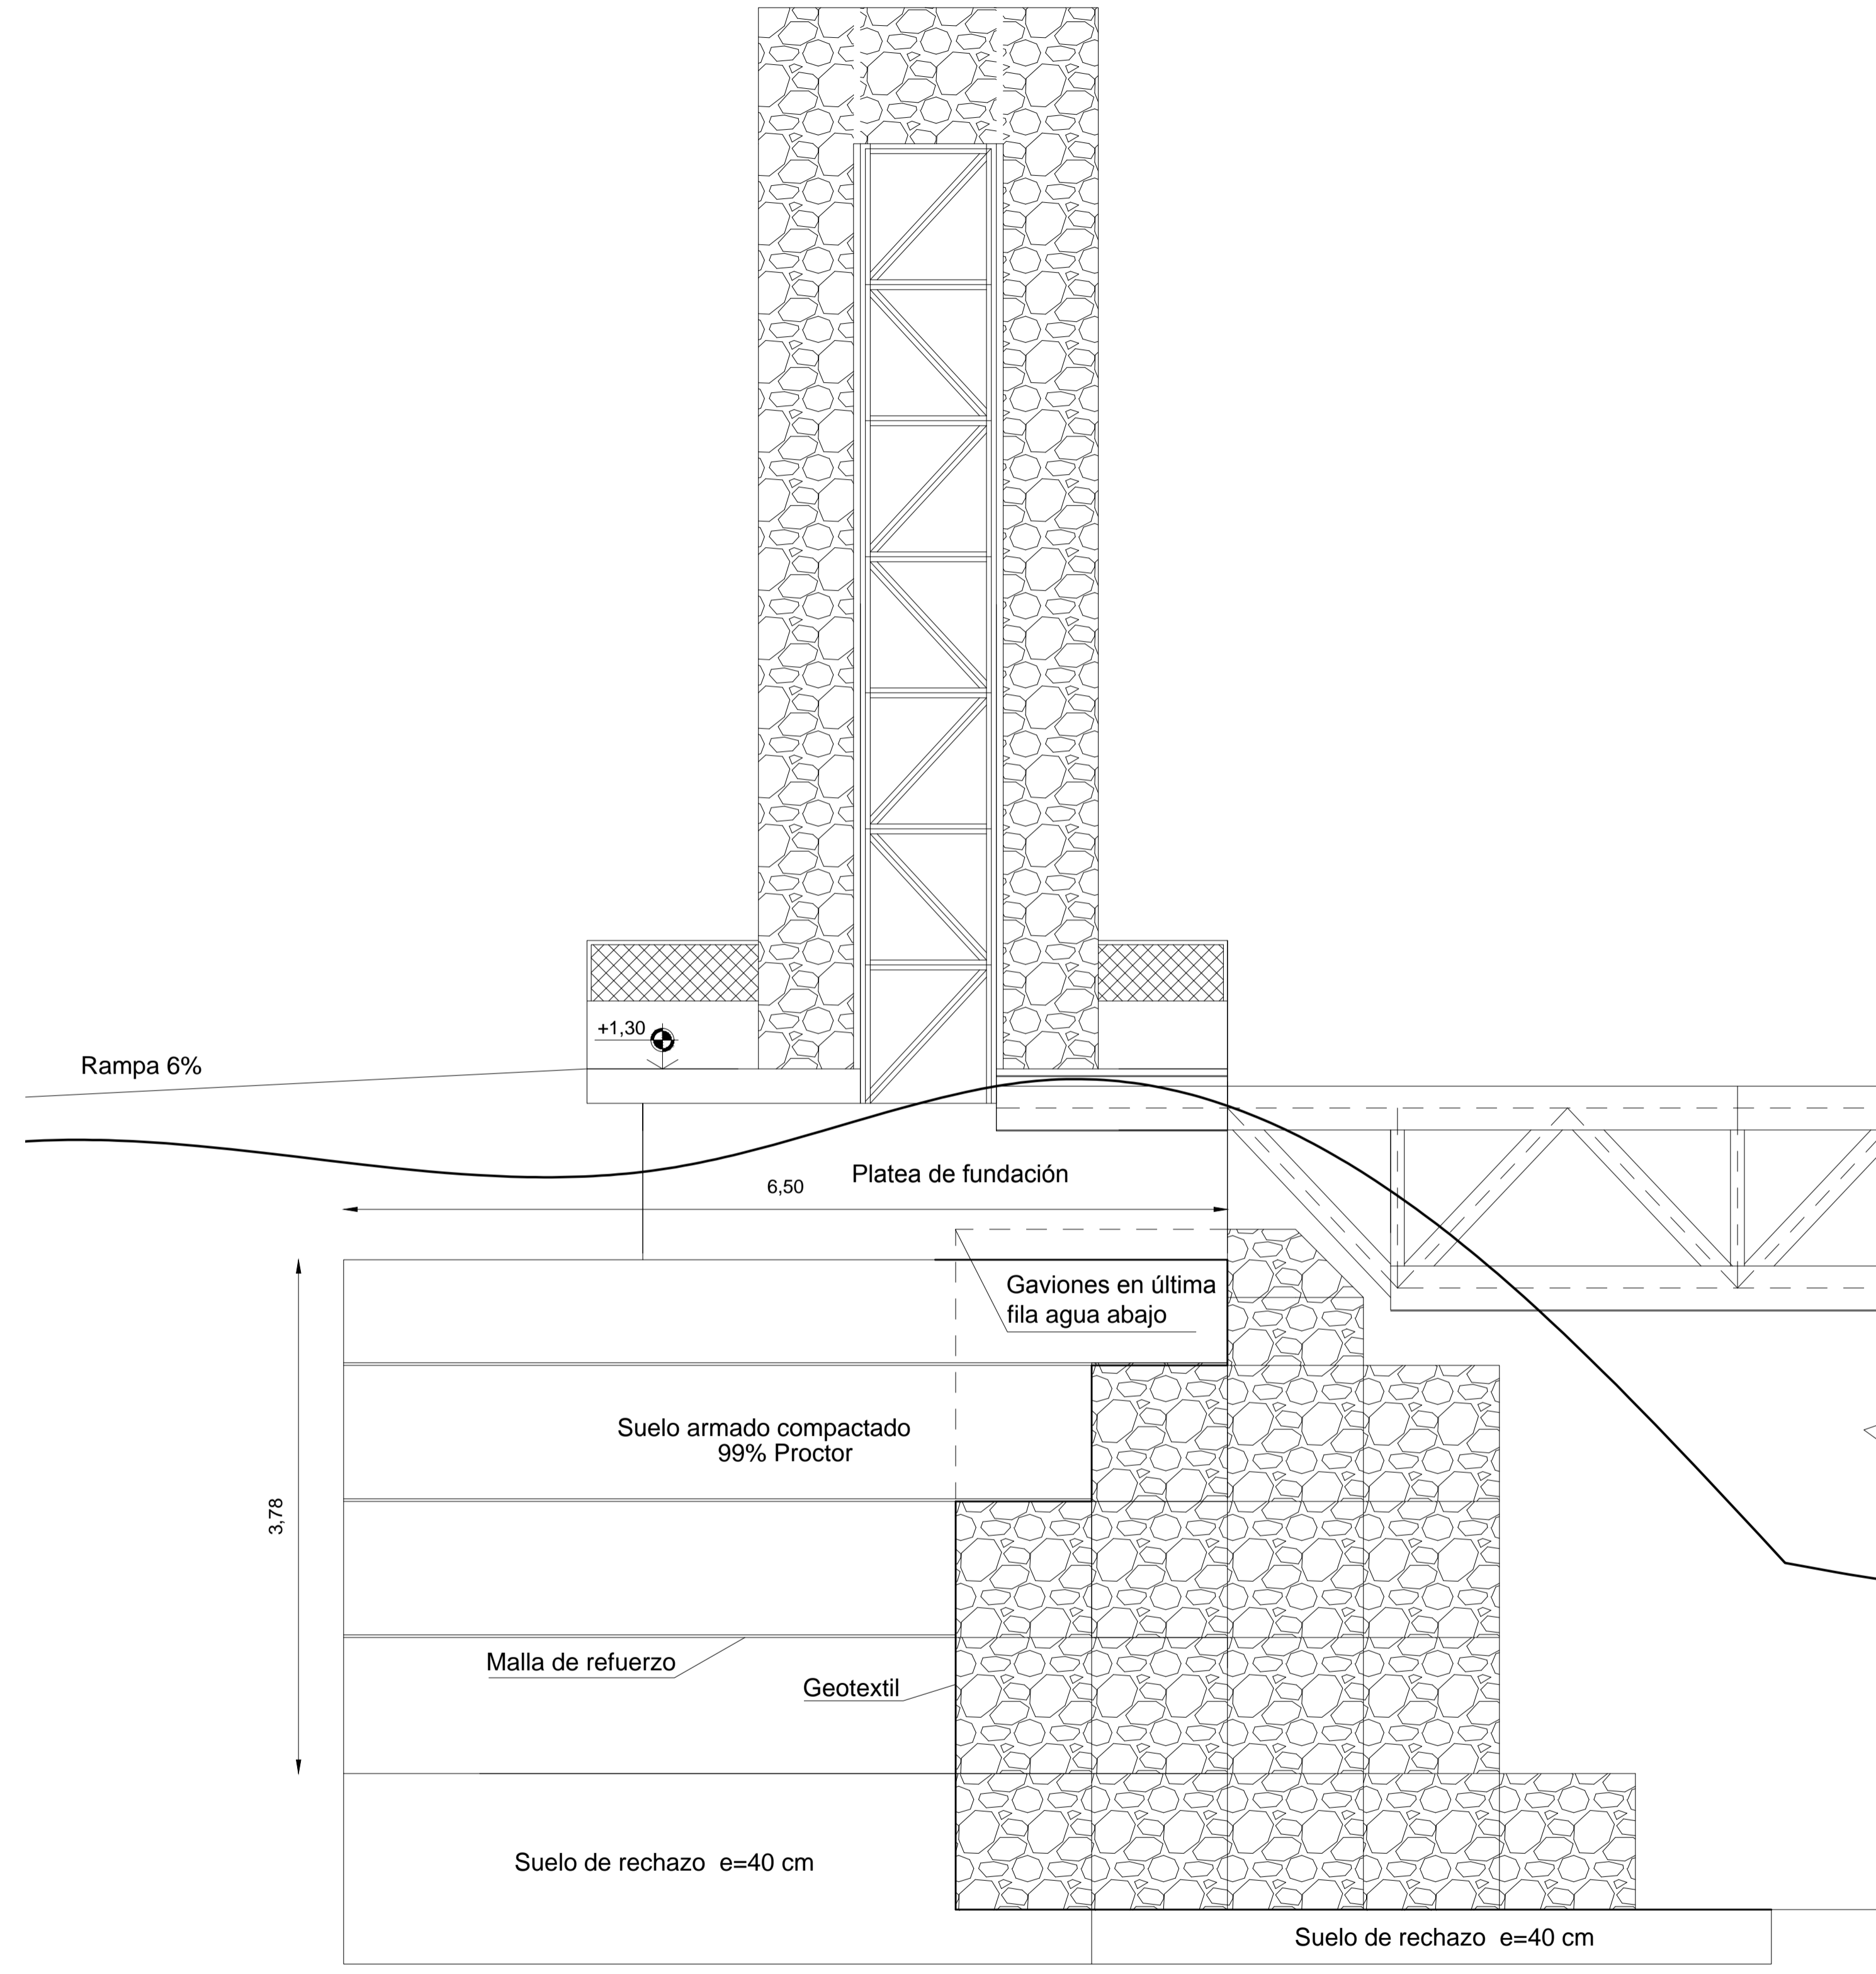 +1,30
Rampa 6%
Platea de fundación
6,50
Gaviones en última
fila agua abajo
Suelo armado compactado
99% Proctor
3,78
Malla de refuerzo
Geotextil
Suelo de rechazo e=40 cm
Suelo de rechazo e=40 cm